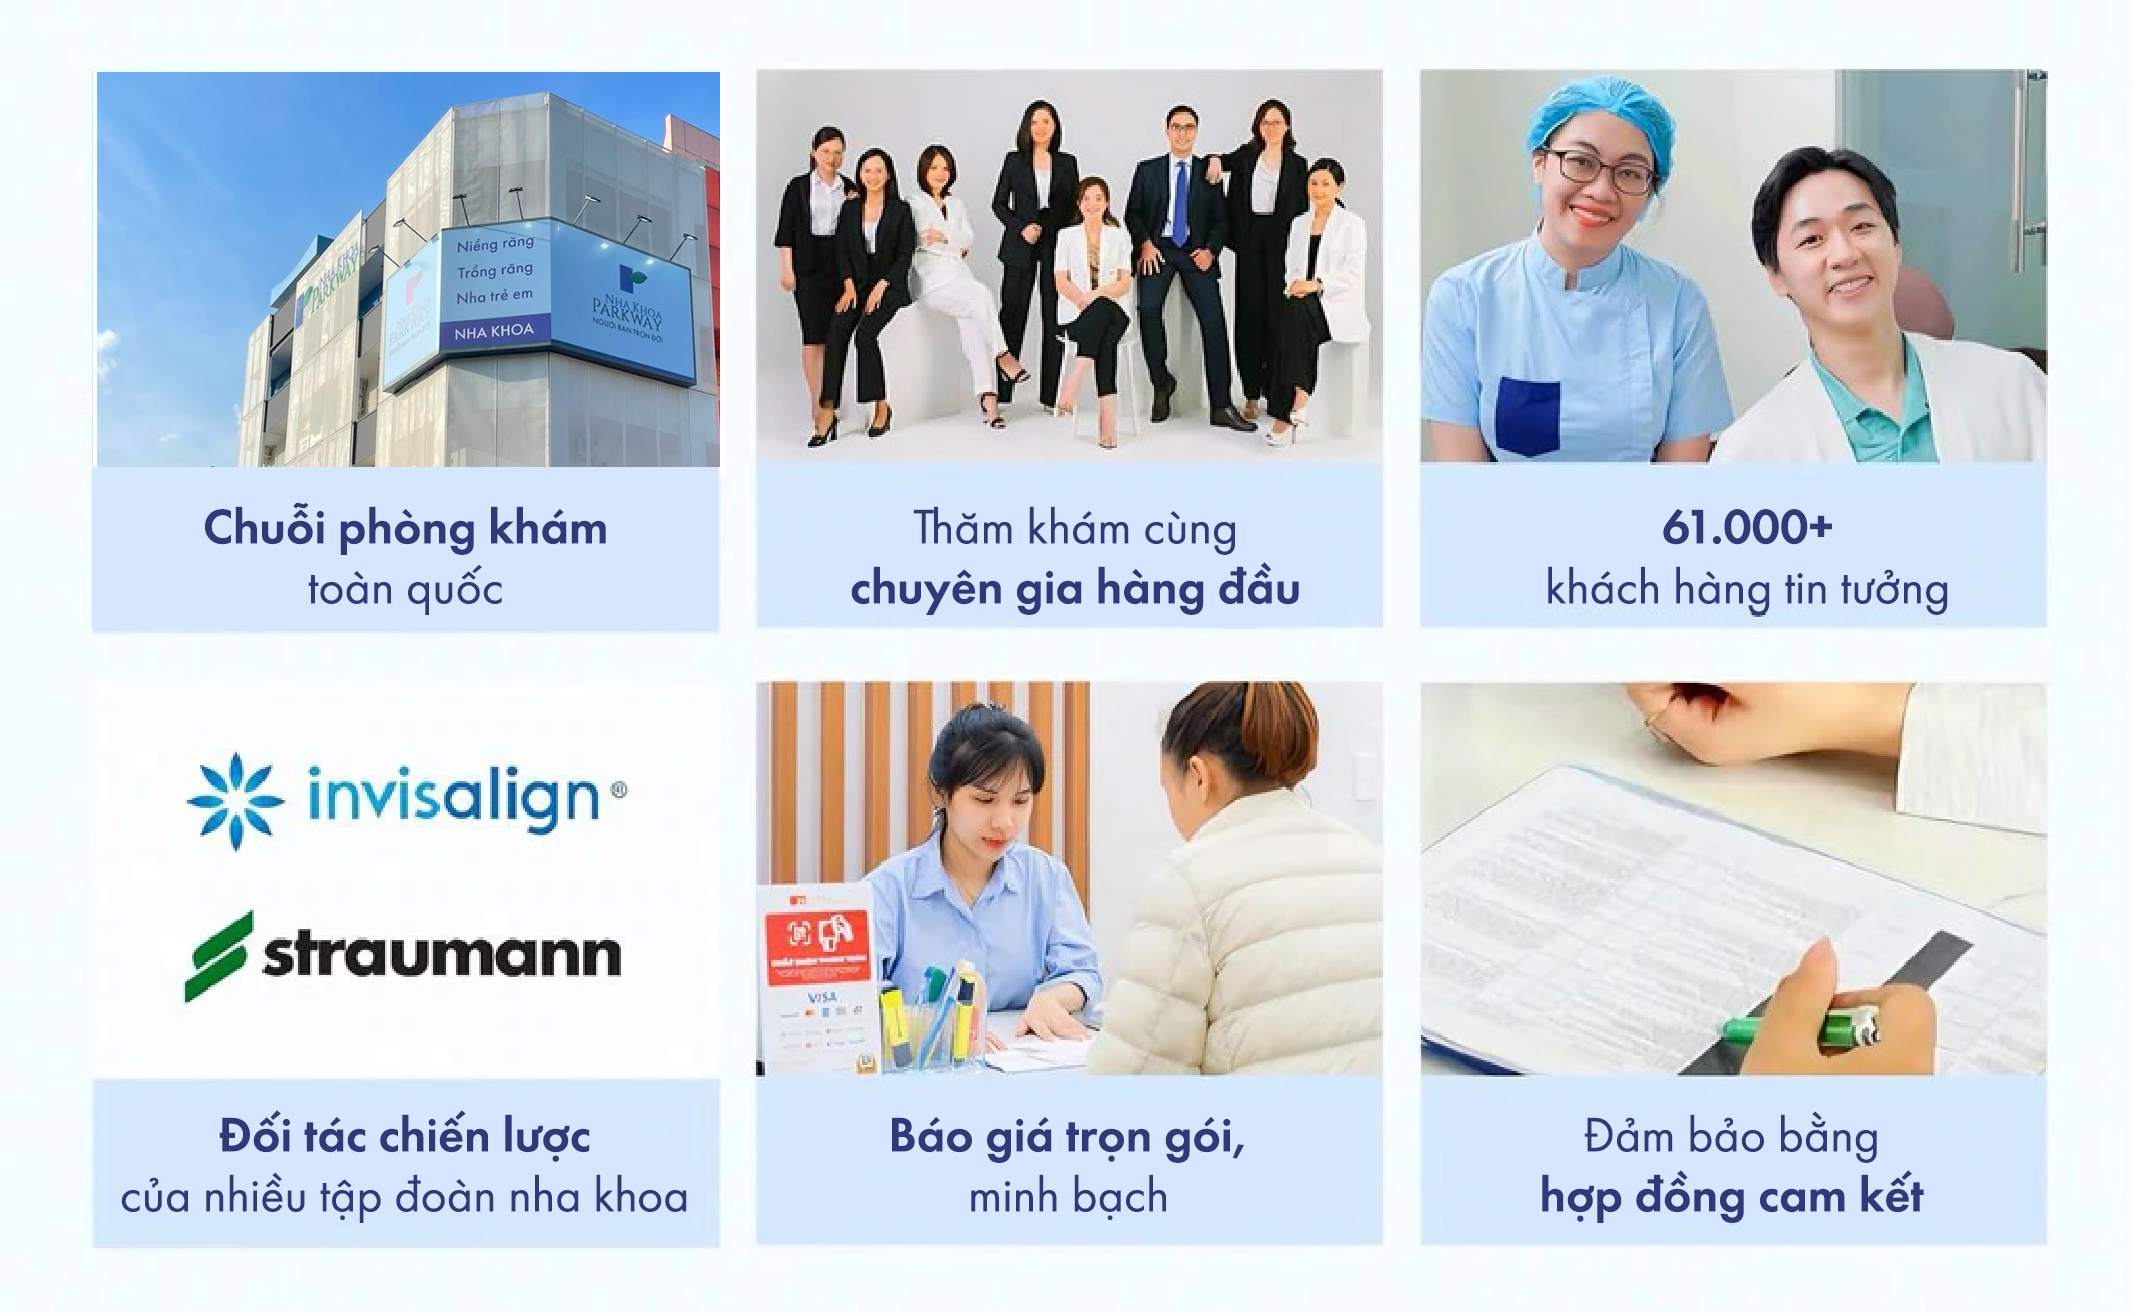 Niềng răng
Trồng răng
Nha trẻ em
NHA KHOA
NHA KHOA
PARKWAY
NGƯỜI BẠN TRỌN ĐỜI
NHA KHOA
PARKWAY
Chuỗi phòng khám
toàn quốc
Thăm khám cùng
chuyên gia hàng đầu
61.000+
khách hàng tin tưởng
invisalign ®
straumann
Đối tác chiến lược
của nhiều tập đoàn nha khoa
VISA
Báo giá trọn gói,
minh bạch
Đảm bảo bằng
hợp đồng cam kết